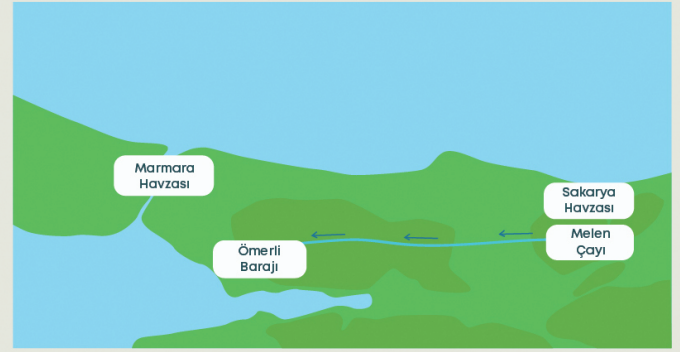 Marmara
Havzası
Sakarya
Havzası
Melen
Çayı
Ömerli
Barajı